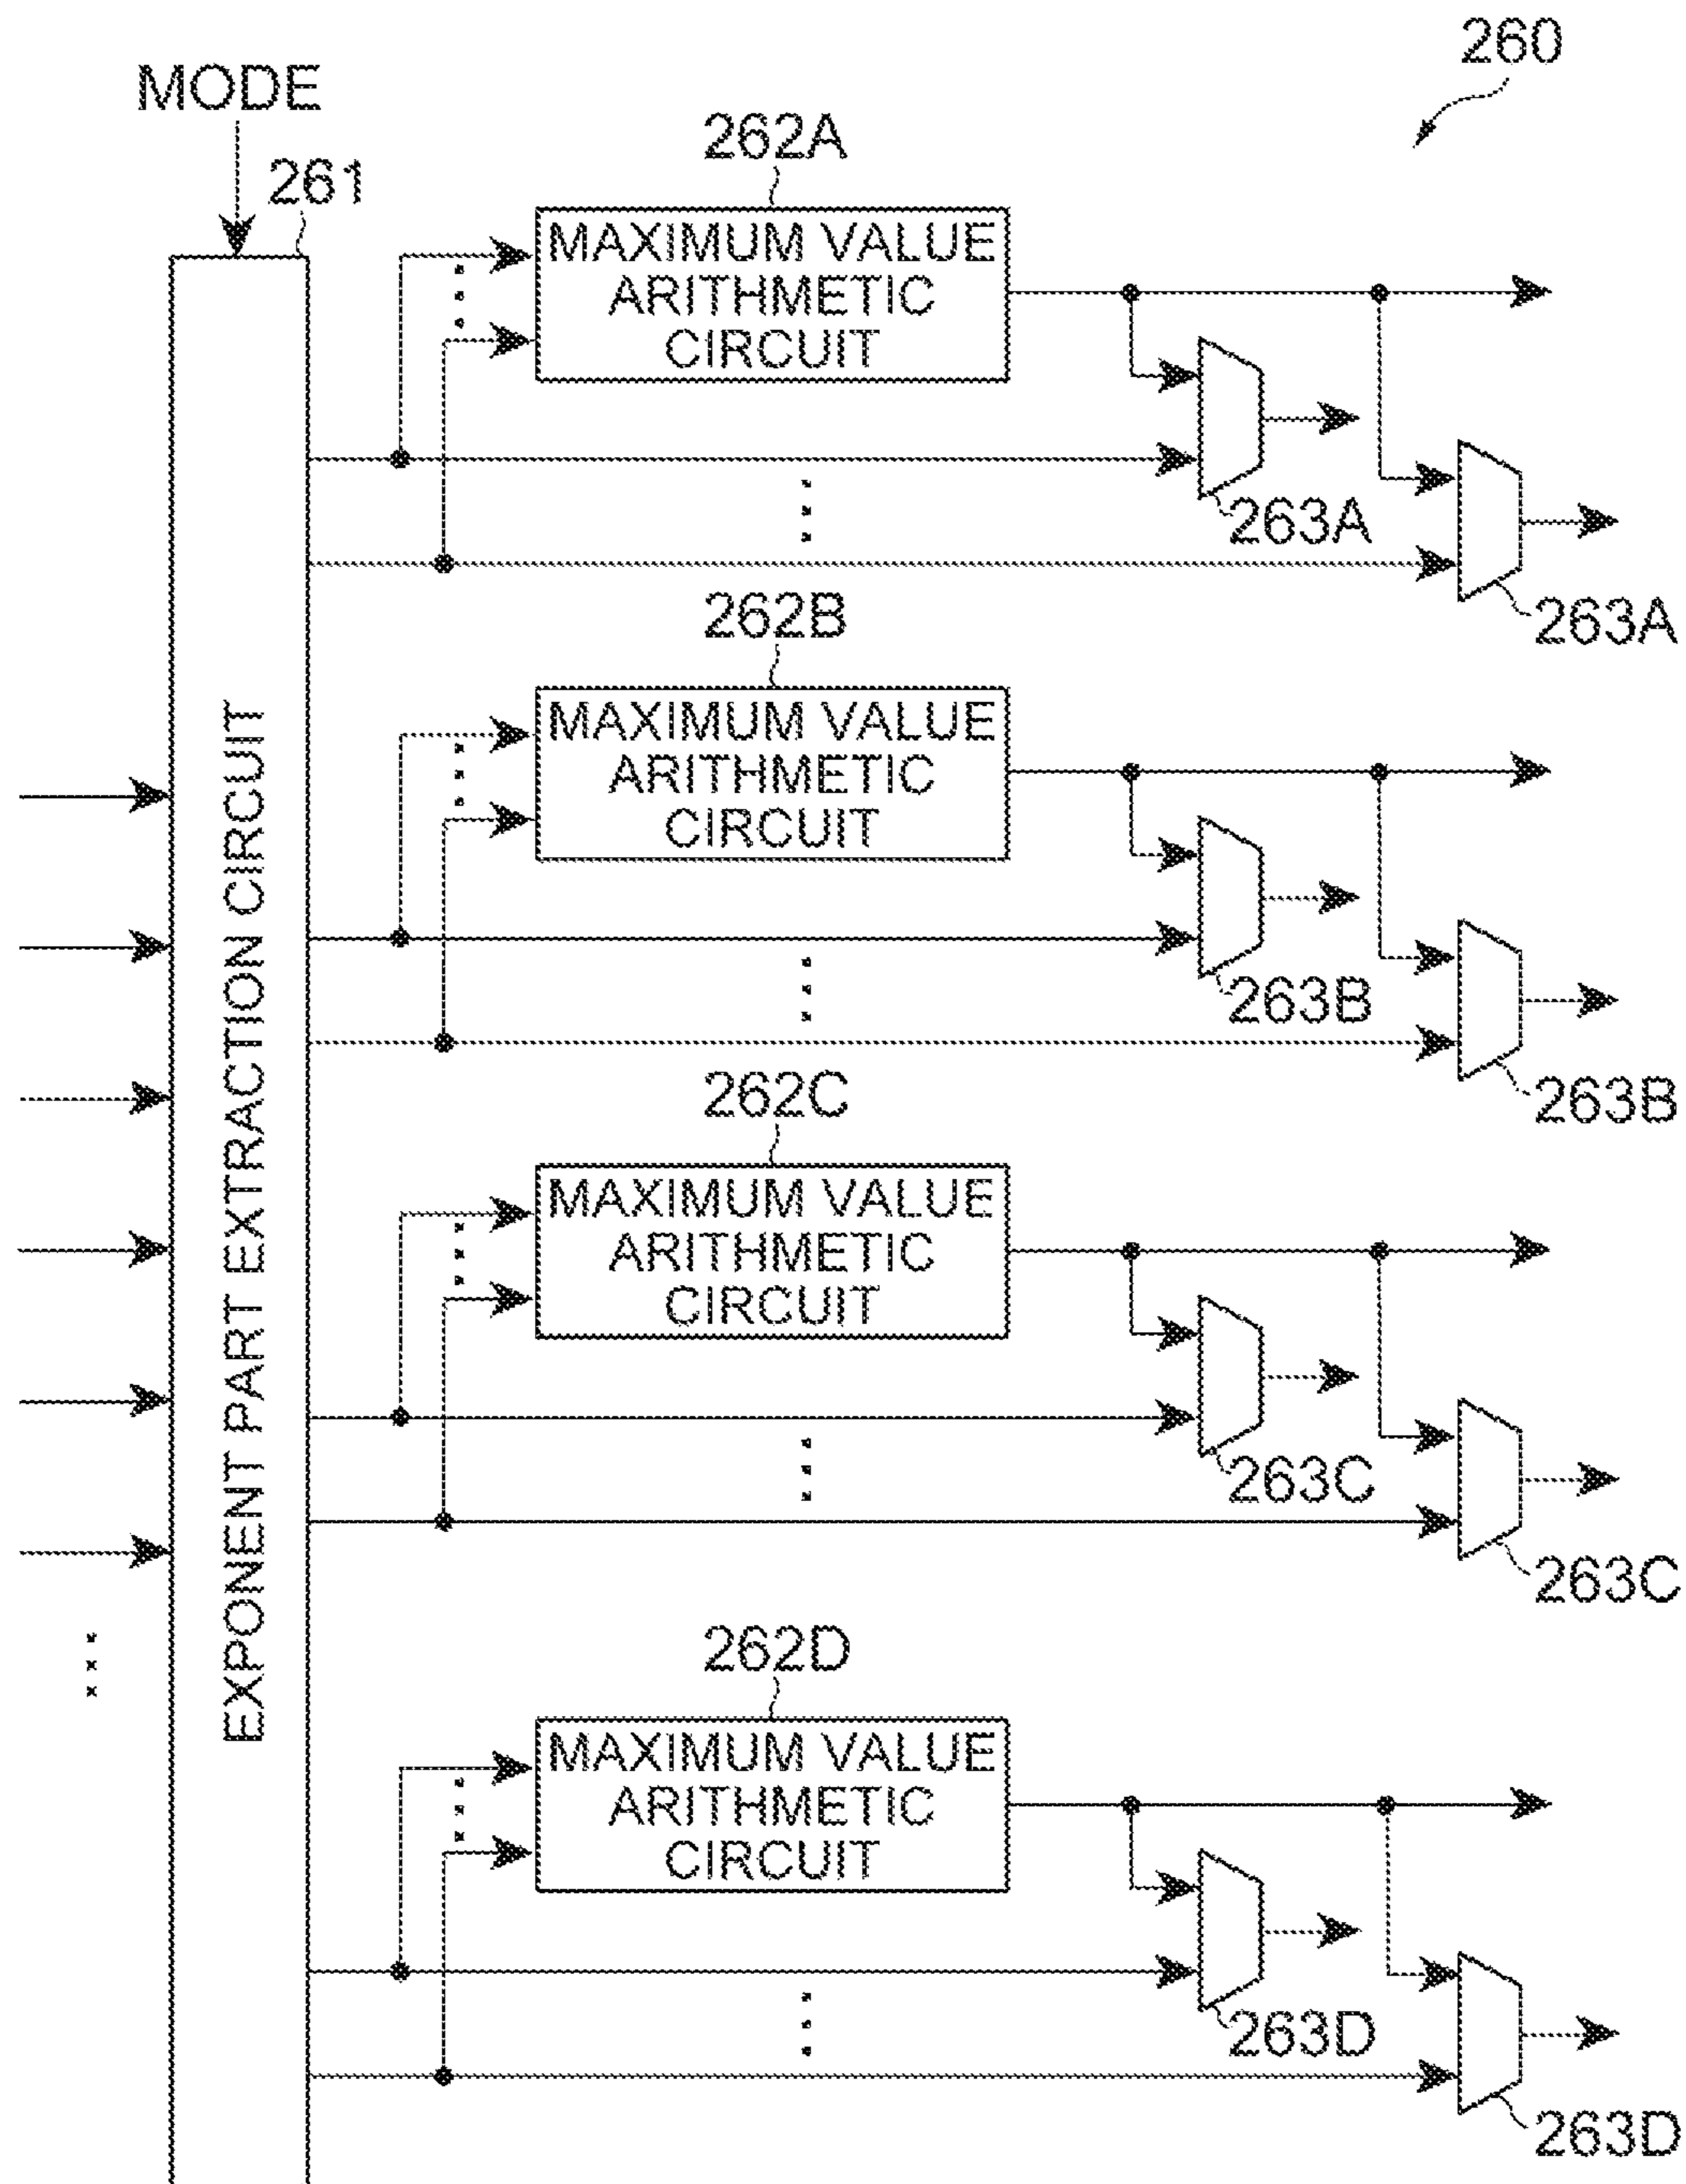 260
MODE
261
262A
MAXIMUM VALUE
ARITHMETIC
CIRCUIT
263A
263A
262B
MAXIMUM VALUE
ARITHMETIC
CIRCUIT
263B
263B
EXPONENT PART EXTRACTION CIRCUIT
262C
MAXIMUM VALUE
ARITHMETIC
CIRCUIT
263C
263C
262D
MAXIMUM VALUE
ARITHMETIC
CIRCUIT
263D
263D